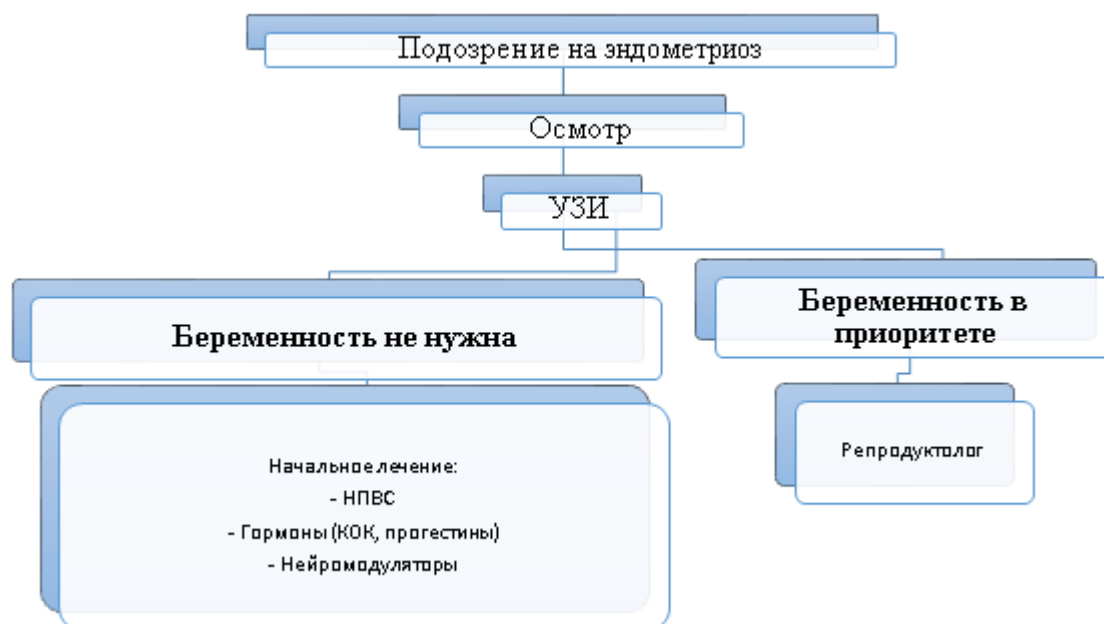 Подозрение на эндометриоз
Осмотр
УЗИ
Беременность не нужна
Беременность в
приоритете
Начальное лечение:
- НПВС
- Гормоны (КОК, прогестины)
- Нейромодуляторы
Репродуктолог